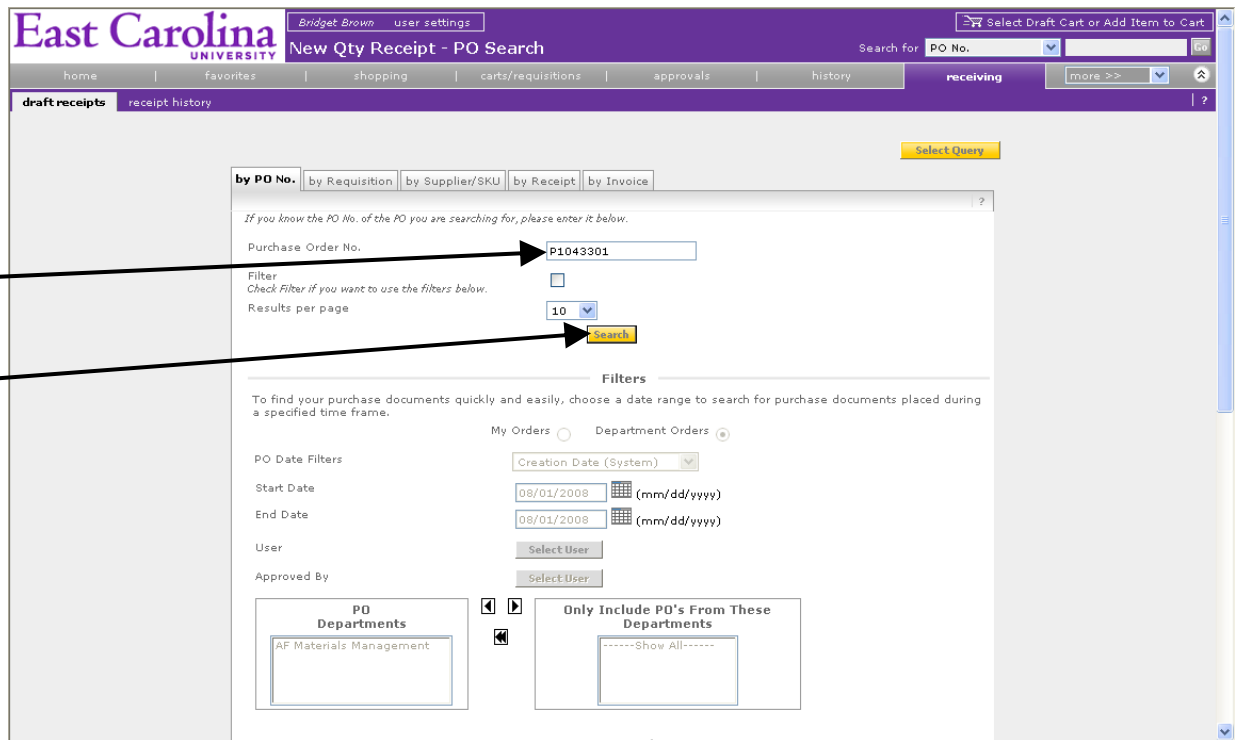 East Carolina
UNIVERSITY
Bridget Brown user settings
Select Draft Cart or Add Item to Cart
New Qty Receipt - PO Search
Search for PO No. Go
home | favorites | shopping | carts/requisitions | approvals | history receiving more >>
draft receipts receipt history | ?
Select Query
by PO No. by Requisition by Supplier/SKU by Receipt by Invoice
?
If you know the PO No. of the PO you are searching for, please enter it below.
Purchase Order No. P1043301
Filter
Check Filter if you want to use the filters below.
Results per page 10
Search
Filters
To find your purchase documents quickly and easily, choose a date range to search for purchase documents placed during
a specified time frame.
My Orders Department Orders
PO Date Filters Creation Date (System)
Start Date 08/01/2008 (mm/dd/yyyy)
End Date 08/01/2008 (mm/dd/yyyy)
User Select User
Approved By Select User
PO
Departments
AF Materials Management
Only Include PO's From These
Departments
------Show All------